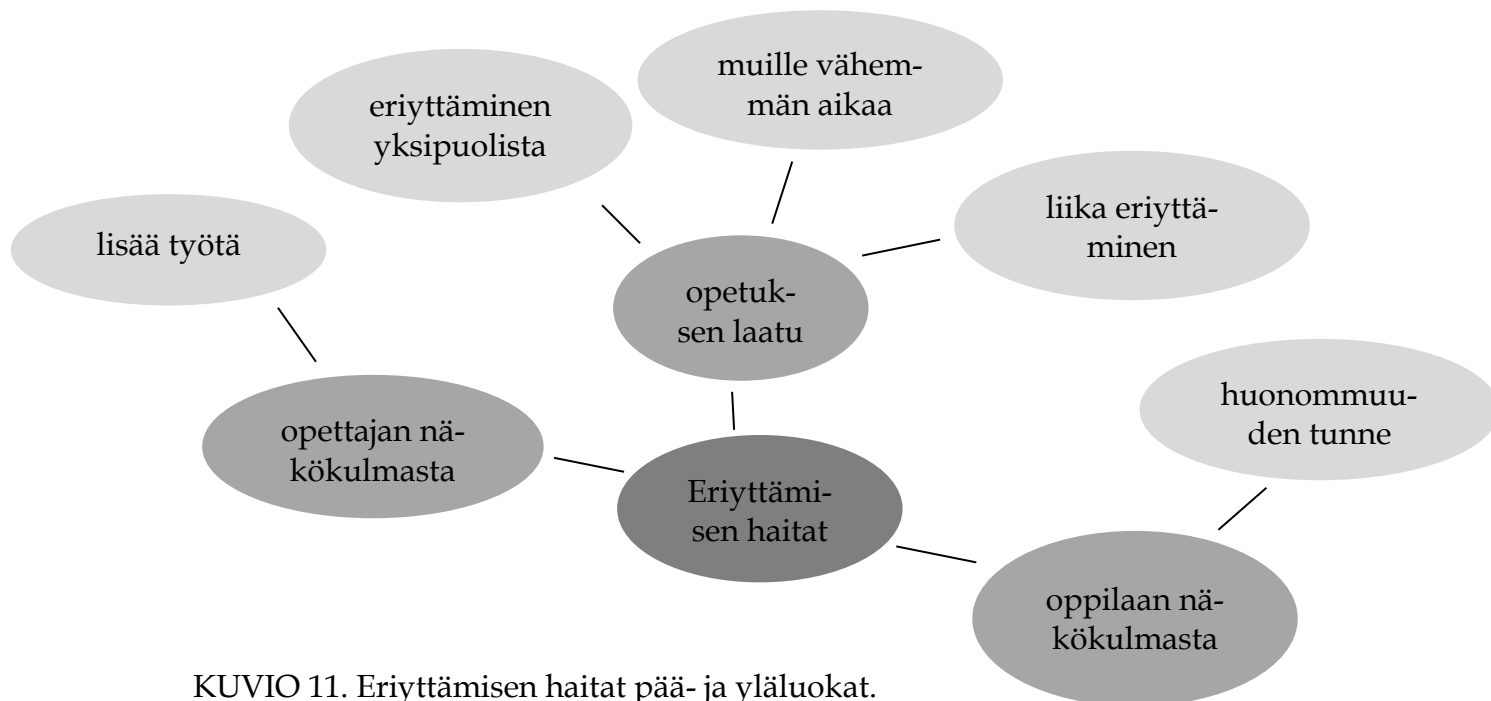 muille vähem-
män aikaa
eriyttäminen
yksipuolista
liika eriyttä-
minen
lisää työtä
opetuk-
sen laatu
huonommuu-
den tunne
opettajan nä-
kökulmasta
Eriyttämi-
sen haitat
oppilaan nä-
kökulmasta
KUVIO 11. Eriyttämisen haitat pää- ja yläluokat.